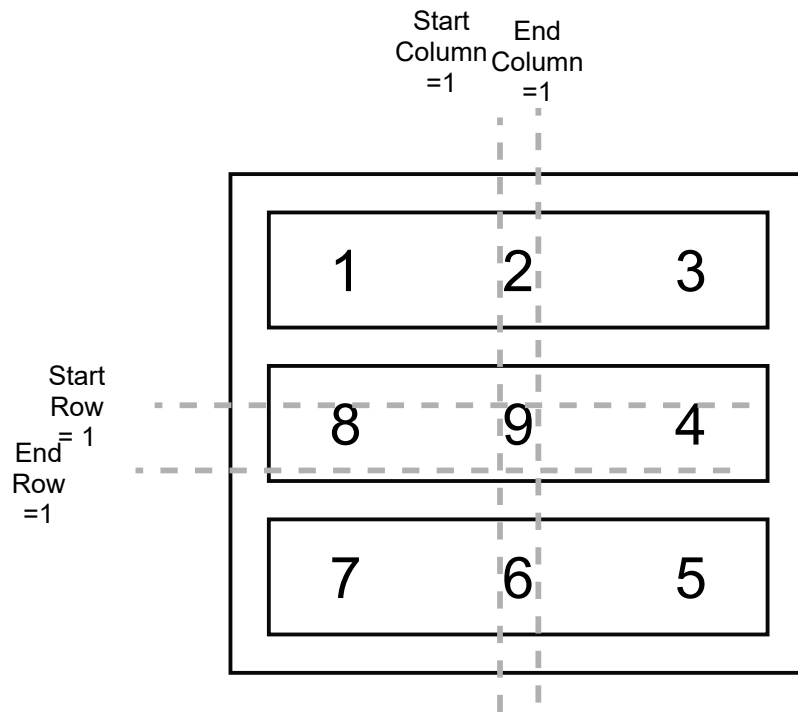 Start
Column
=1
End
Column
=1
1 2 3
Start
Row
= 1
8 9 4
End
Row
=1
7 6 5